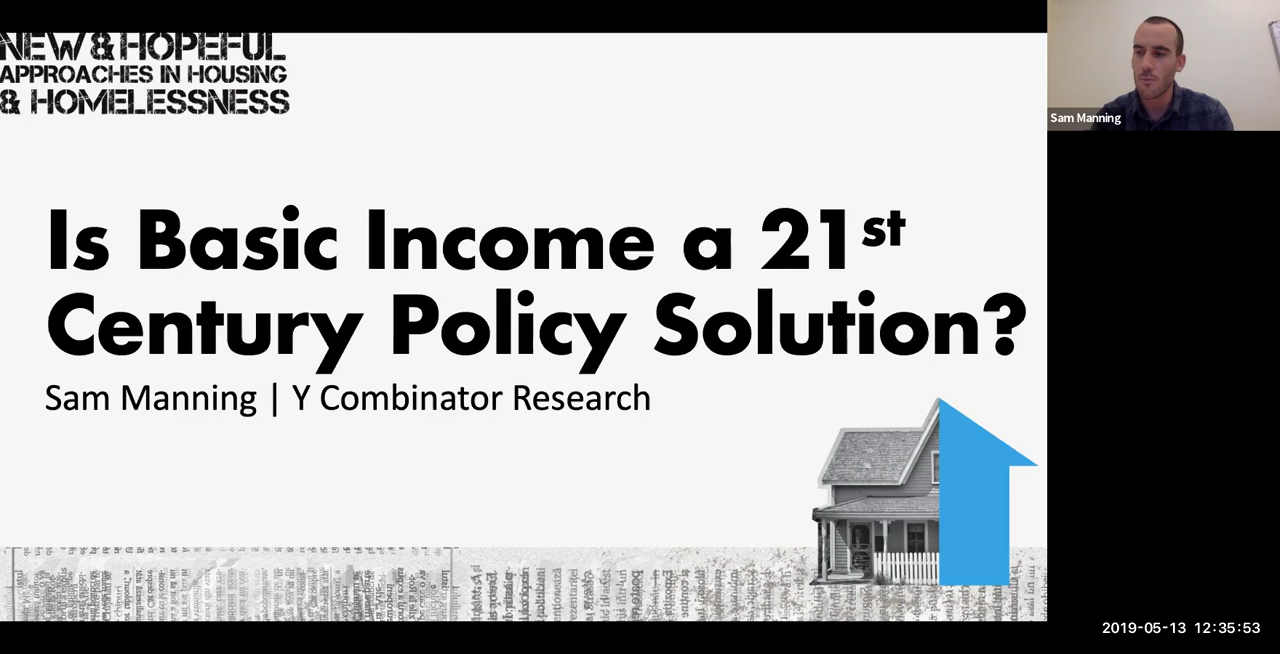 NEW & HOPEFUL
APPROACHES IN HOUSING
& HOMELESSNESS
Sam Manning
Is Basic Income a 21st
Century Policy Solution?
Sam Manning | Y Combinator Research
2019-05-13 12:35:53